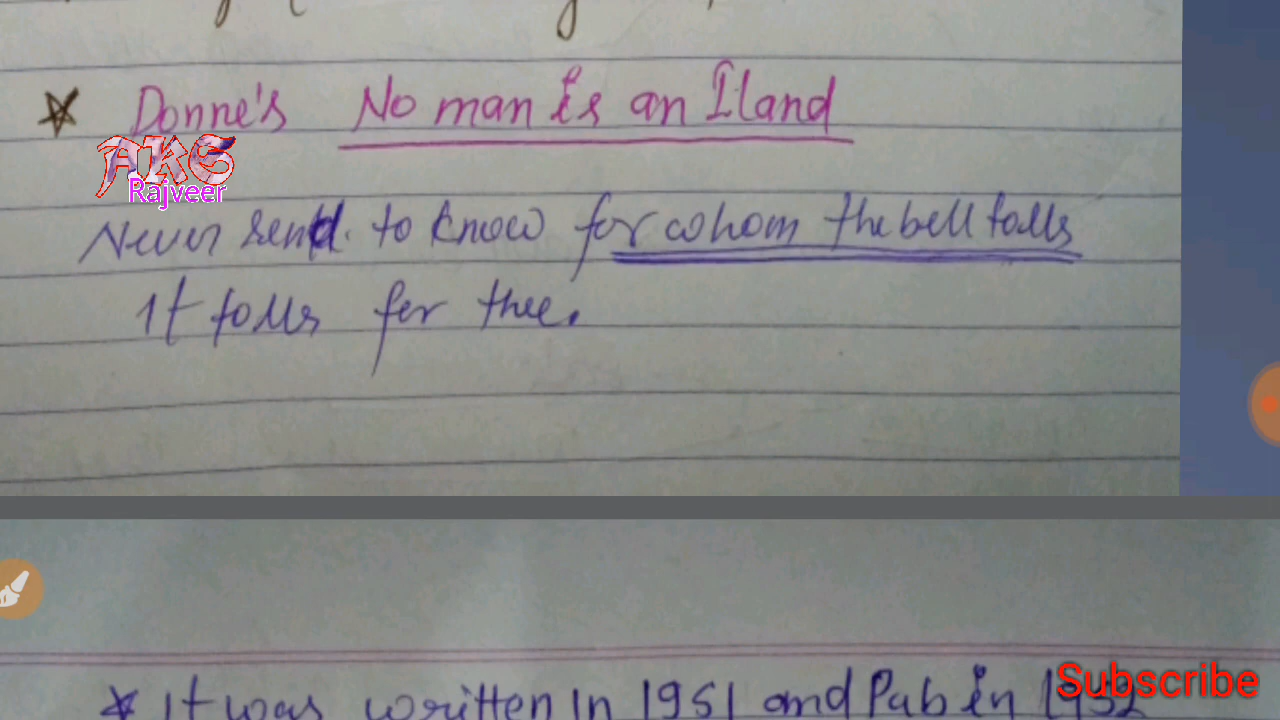 Donne's No man is an Iland
AKS
Rajveer
Never send to know for whom the bell tolls
It tolls for thee.
Subscribe
It was written in 1951 and Pub in 1952